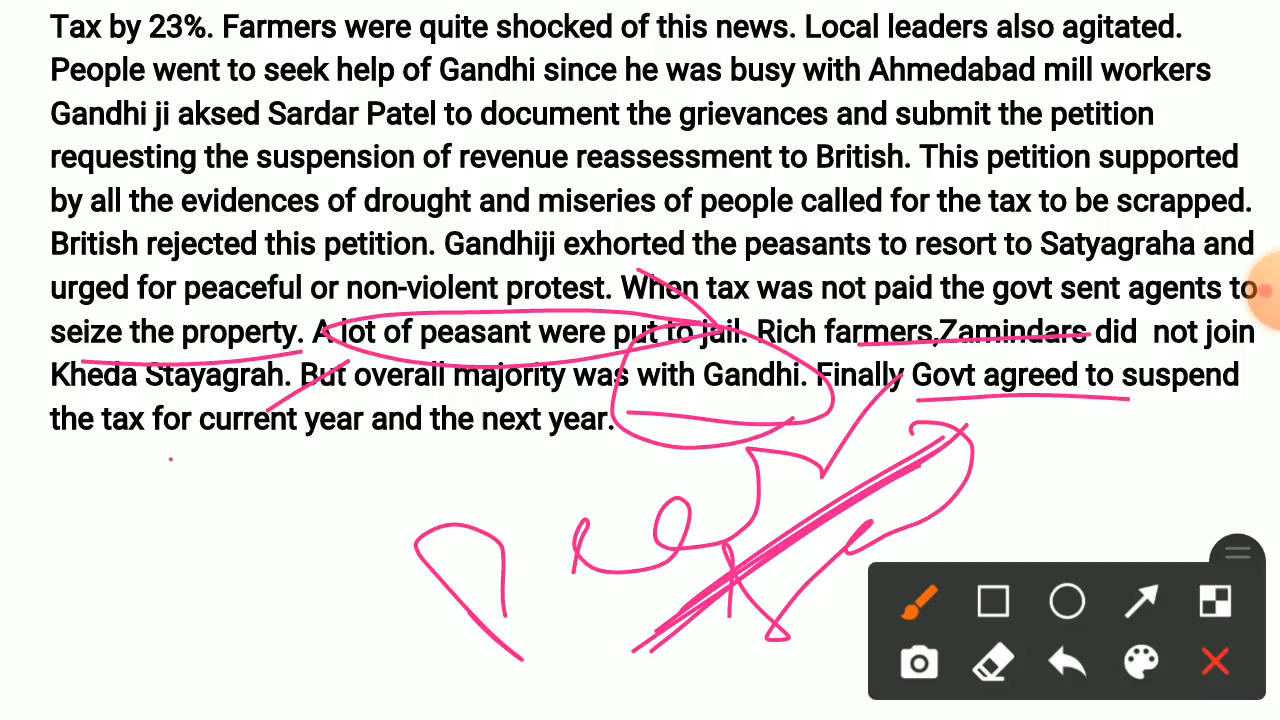 Tax by 23%. Farmers were quite shocked of this news. Local leaders also agitated.
People went to seek help of Gandhi since he was busy with Ahmedabad mill workers
Gandhi ji aksed Sardar Patel to document the grievances and submit the petition
requesting the suspension of revenue reassessment to British. This petition supported
by all the evidences of drought and miseries of people called for the tax to be scrapped.
British rejected this petition. Gandhiji exhorted the peasants to resort to Satyagraha and
urged for peaceful or non-violent protest. When tax was not paid the govt sent agents to
seize the property. A lot of peasant were put to jail. Rich farmers,Zamindars did not join
Kheda Stayagrah. But overall majority was with Gandhi. Finally Govt agreed to suspend
the tax for current year and the next year.